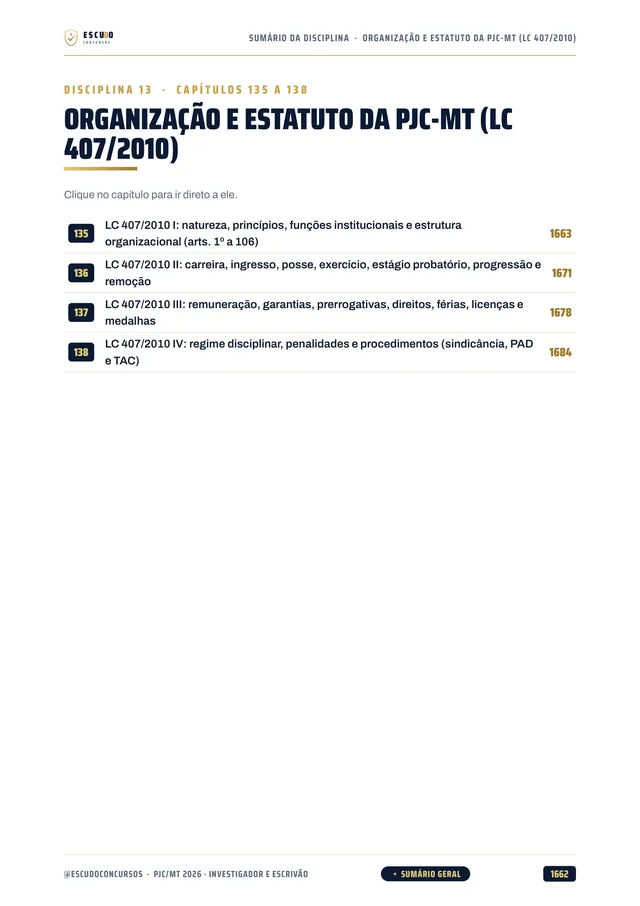 ESCUDO
CONCURSOS
SUMÁRIO DA DISCIPLINA · ORGANIZAÇÃO E ESTATUTO DA PJC-MT (LC 407/2010)
DISCIPLINA 13 · CAPÍTULOS 135 A 138
ORGANIZAÇÃO E ESTATUTO DA PJC-MT (LC
407/2010)
Clique no capítulo para ir direto a ele.
135 LC 407/2010 I: natureza, princípios, funções institucionais e estrutura
organizacional (arts. 1º a 106) 1663
136 LC 407/2010 II: carreira, ingresso, posse, exercício, estágio probatório, progressão e
remoção 1671
137 LC 407/2010 III: remuneração, garantias, prerrogativas, direitos, férias, licenças e
medalhas 1678
138 LC 407/2010 IV: regime disciplinar, penalidades e procedimentos (sindicância, PAD
e TAC) 1684
@ESCUDOCONCURSOS · PJC/MT 2026 · INVESTIGADOR E ESCRIVÃO
SUMÁRIO GERAL
1662